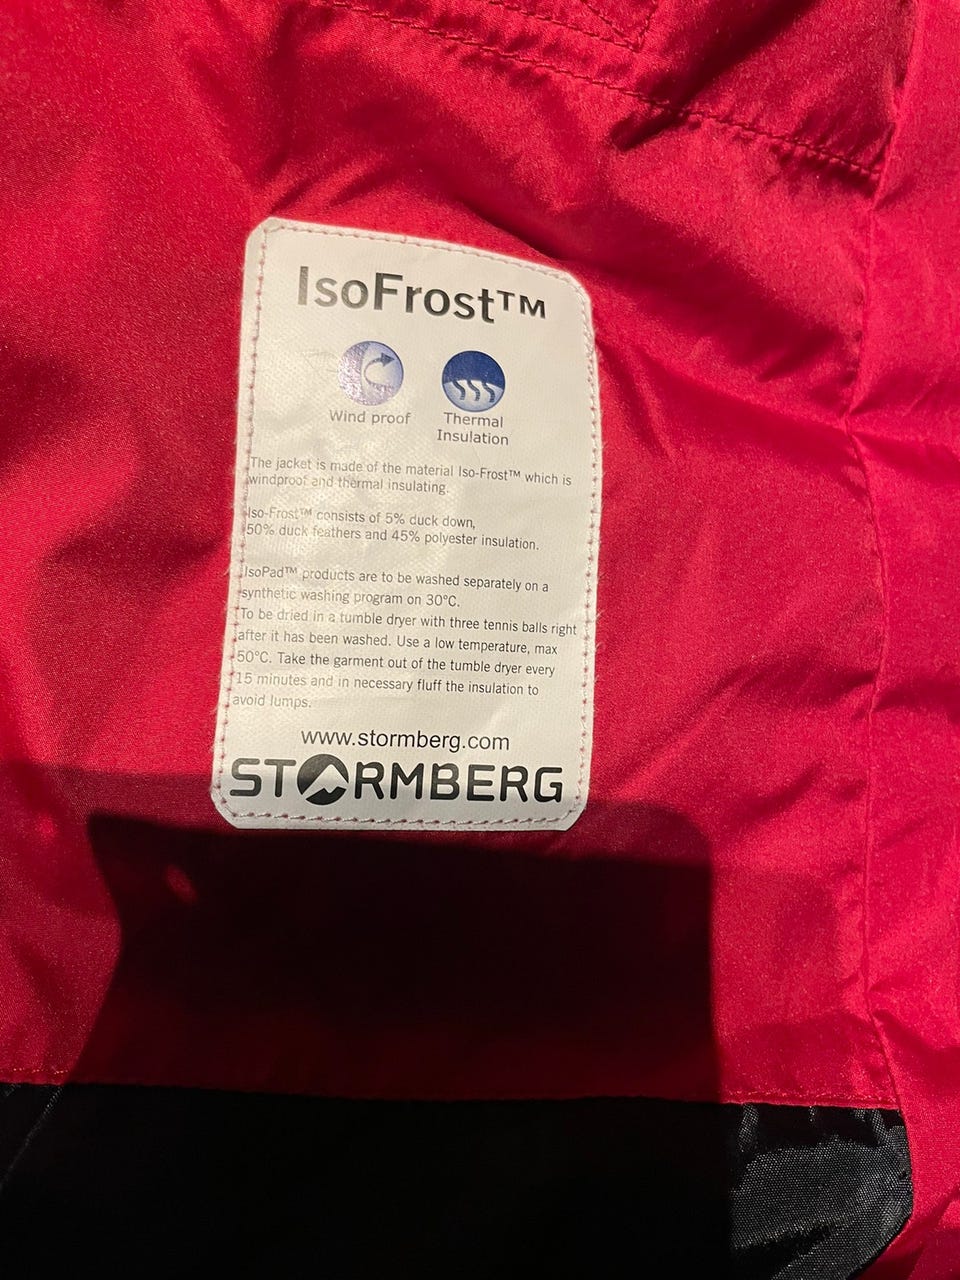 IsoFrost™
Wind proof
Thermal
Insulation
The jacket is made of the material Iso-Frost™ which is
windproof and thermal insulating.
Iso-Frost™ consists of 5% duck down,
50% duck feathers and 45% polyester insulation.
IsoPad™ products are to be washed separately on a
synthetic washing program on 30°C.
To be dried in a tumble dryer with three tennis balls right
after it has been washed. Use a low temperature, max
50°C. Take the garment out of the tumble dryer every
15 minutes and in necessary fluff the insulation to
avoid lumps.
www.stormberg.com
STORMBERG